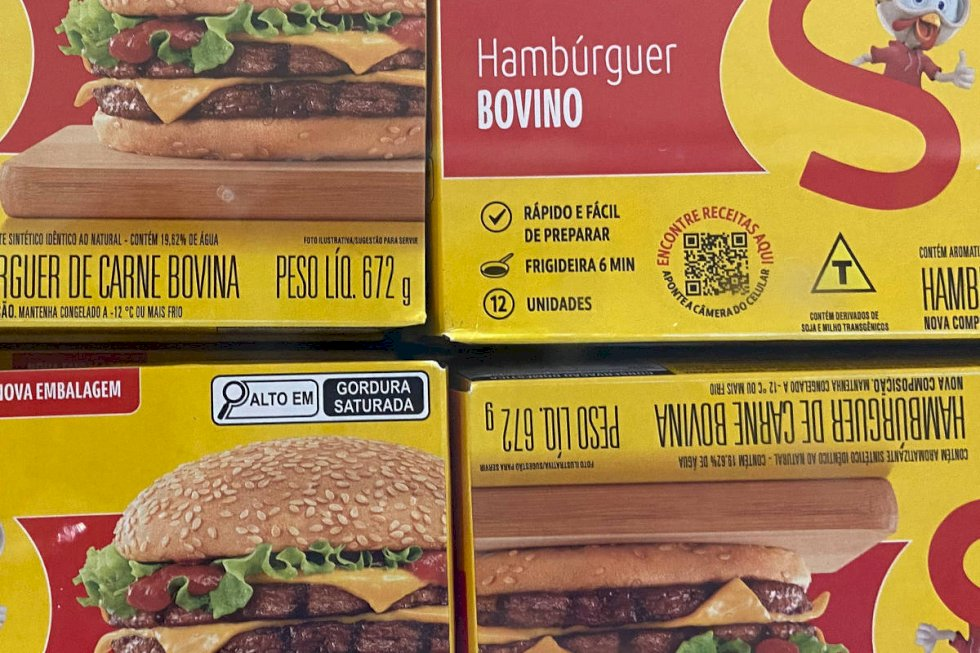 TE SINTÉTICO IDÊNTICO AO NATURAL - CONTÉM 19,62% DE ÁGUA
FOTO ILUSTRATIVA/SUGESTÃO PARA SERVIR
RGUER DE CARNE BOVINA PESO LÍQ. 672 g
ÇÃO. MANTENHA CONGELADO A -12 °C OU MAIS FRIO
Hambúrguer
BOVINO
S
RÁPIDO E FÁCIL
DE PREPARAR
FRIGIDEIRA 6 MIN
12 UNIDADES
ENCONTRE RECEITAS AQUI
APONTE A CÂMERA DO CELULAR
T
CONTÉM DERIVADOS DE
SOJA E MILHO TRANSGÊNICOS
CONTÉM AROMATI
HAMB
NOVA COMP
NOVA EMBALAGEM
ALTO EM GORDURA
SATURADA
CONTÉM AROMATIZANTE SINTÉTICO IDÊNTICO AO NATURAL - CONTÉM 19,62% DE ÁGUA
FOTO ILUSTRATIVA/SUGESTÃO PARA SERVIR
HAMBÚRGUER DE CARNE BOVINA PESO LÍQ. 672 g
NOVA COMPOSIÇÃO. MANTENHA CONGELADO A -12 °C OU MAIS FRIO